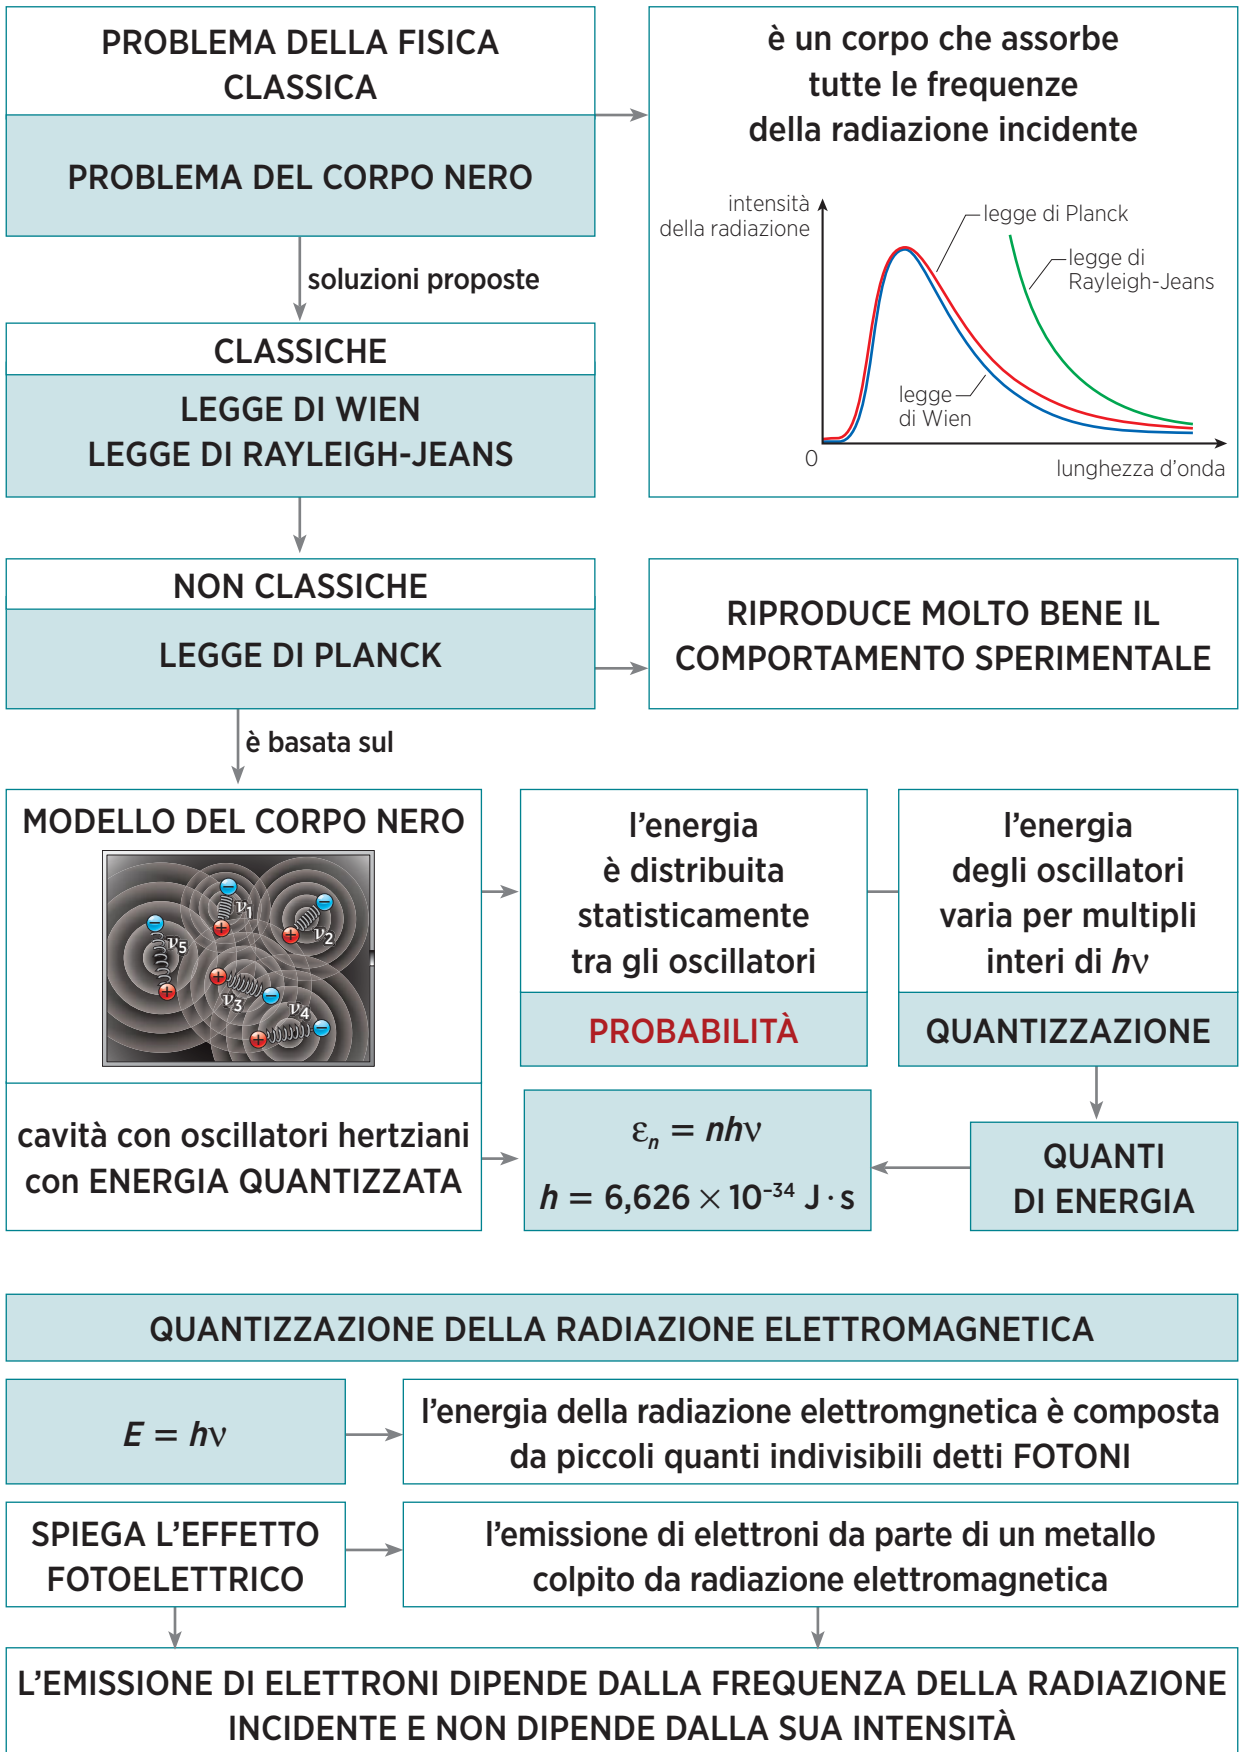 PROBLEMA DELLA FISICA
CLASSICA
PROBLEMA DEL CORPO NERO
è un corpo che assorbe
tutte le frequenze
della radiazione incidente
intensità
della radiazione
legge di Planck
legge di
Rayleigh-Jeans
legge
di Wien
0
lunghezza d'onda
soluzioni proposte
CLASSICHE
LEGGE DI WIEN
LEGGE DI RAYLEIGH-JEANS
NON CLASSICHE
LEGGE DI PLANCK
RIPRODUCE MOLTO BENE IL
COMPORTAMENTO SPERIMENTALE
è basata sul
MODELLO DEL CORPO NERO
ν1
ν2
ν5
ν3
ν4
cavità con oscillatori hertziani
con ENERGIA QUANTIZZATA
l'energia
è distribuita
statisticamente
tra gli oscillatori
PROBABILITÀ
l'energia
degli oscillatori
varia per multipli
interi di hν
QUANTIZZAZIONE
εn = nhν
h = 6,626 × 10⁻³⁴ J · s
QUANTI
DI ENERGIA
QUANTIZZAZIONE DELLA RADIAZIONE ELETTROMAGNETICA
E = hν
l'energia della radiazione elettromgnetica è composta
da piccoli quanti indivisibili detti FOTONI
SPIEGA L'EFFETTO
FOTOELETTRICO
l'emissione di elettroni da parte di un metallo
colpito da radiazione elettromagnetica
L'EMISSIONE DI ELETTRONI DIPENDE DALLA FREQUENZA DELLA RADIAZIONE
INCIDENTE E NON DIPENDE DALLA SUA INTENSITÀ